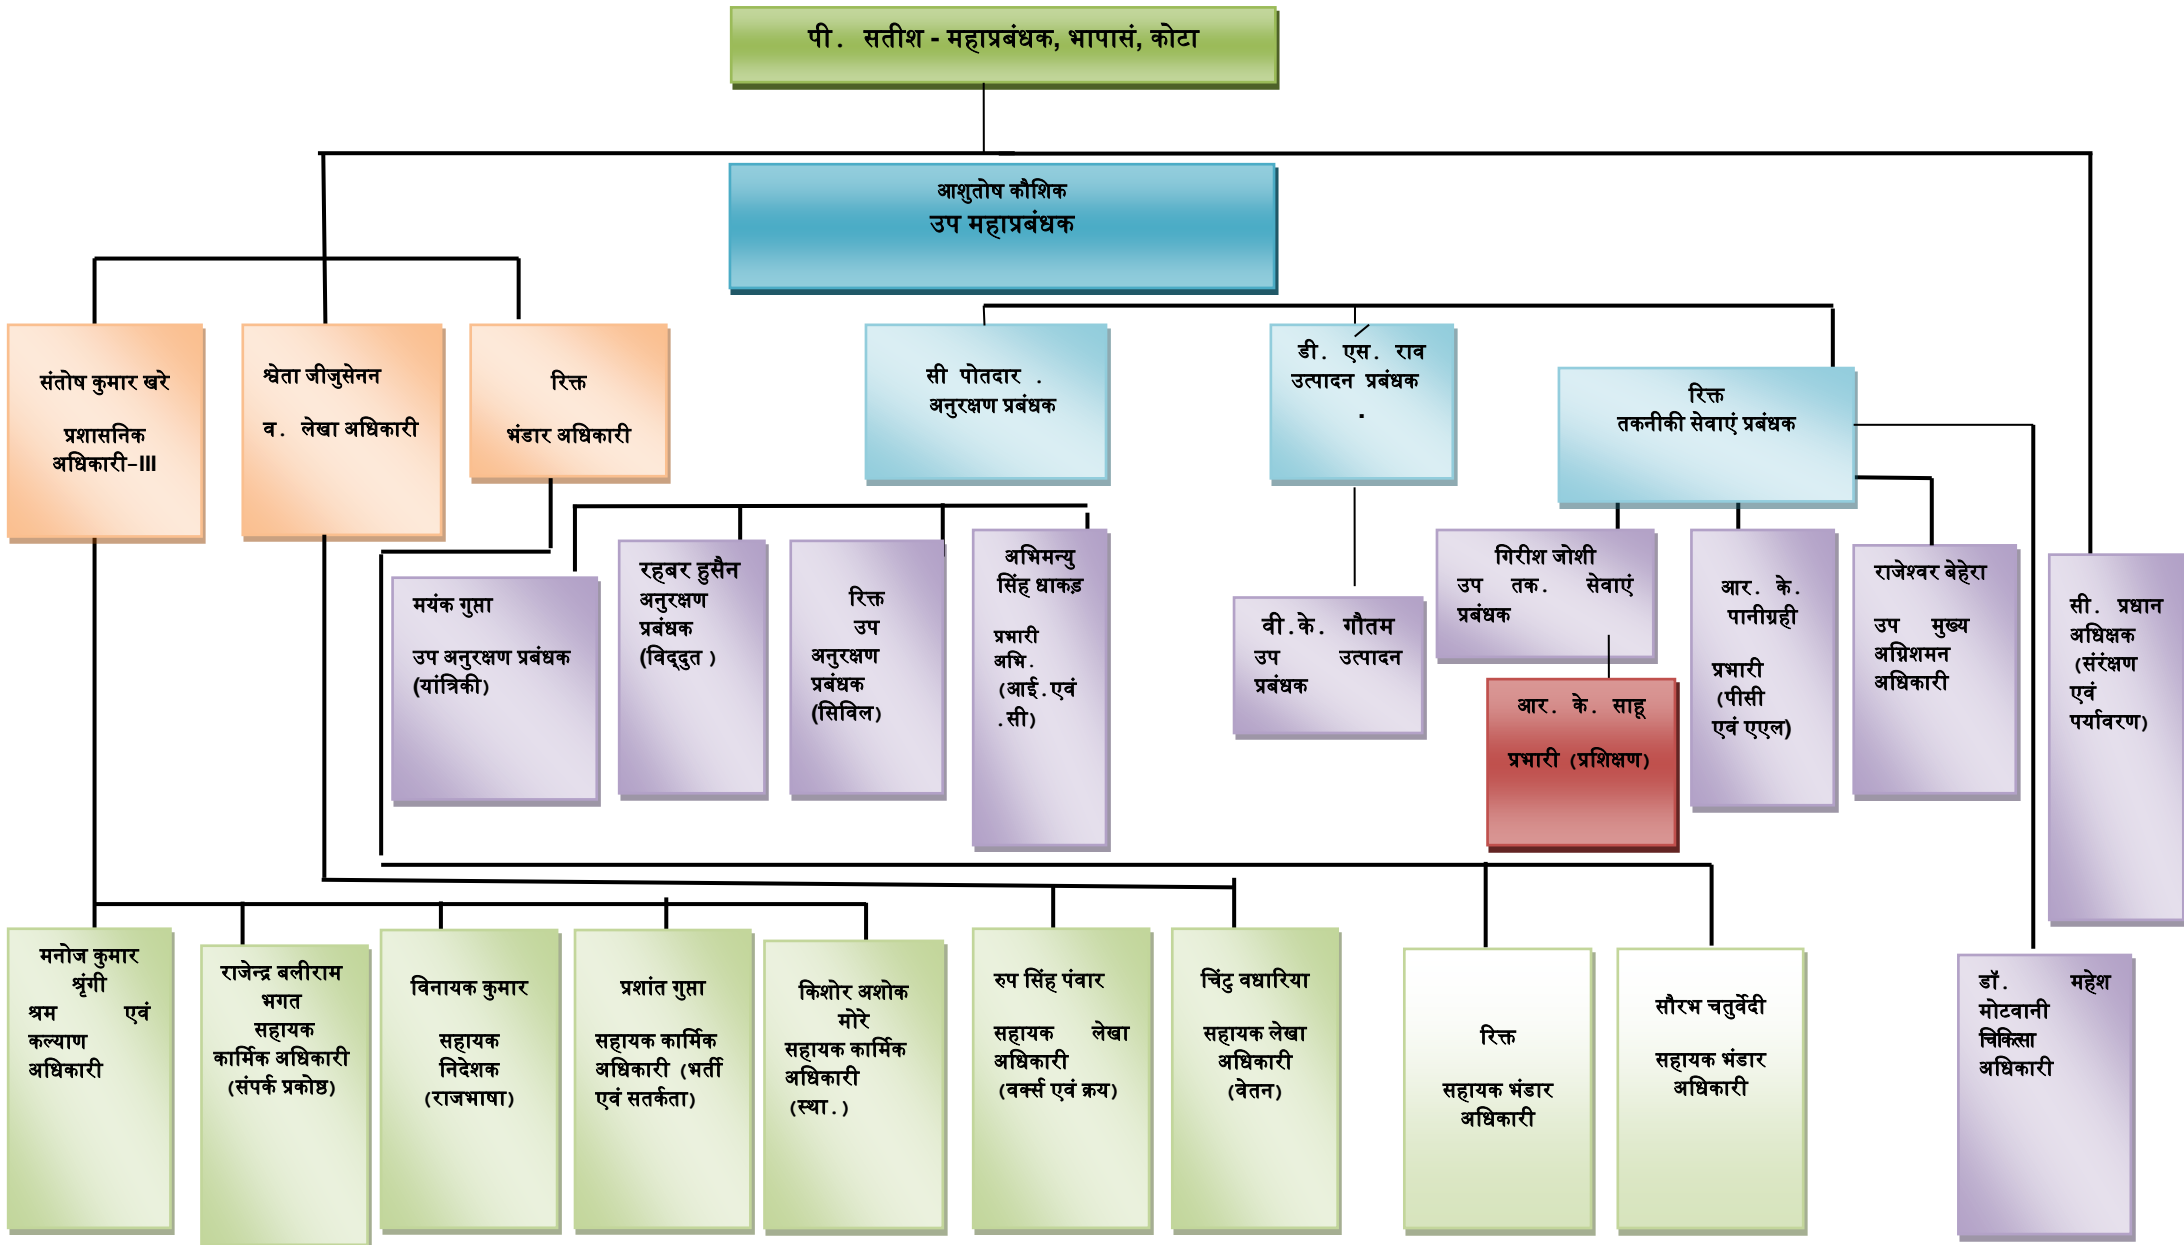 पी. सतीश - महाप्रबंधक, भापासं, कोटा
आशुतोष कौशिक
उप महाप्रबंधक
संतोष कुमार खरे
प्रशासनिक
अधिकारी-III
श्वेता जीजुसेनन
व. लेखा अधिकारी
रिक्त
भंडार अधिकारी
सी पोतदार .
अनुरक्षण प्रबंधक
डी. एस. राव
उत्पादन प्रबंधक
.
रिक्त
तकनीकी सेवाएं प्रबंधक
मयंक गुप्ता
उप अनुरक्षण प्रबंधक
(यांत्रिकी)
रहबर हुसैन
अनुरक्षण
प्रबंधक
(विद्दुत )
रिक्त
उप
अनुरक्षण
प्रबंधक
(सिविल)
अभिमन्यु
सिंह धाकड़
प्रभारी
अभि.
(आई.एवं
.सी)
वी.के. गौतम
उप उत्पादन
प्रबंधक
गिरीश जोशी
उप तक. सेवाएं
प्रबंधक
आर. के. साहू
प्रभारी (प्रशिक्षण)
आर. के.
पानीग्रही
प्रभारी
(पीसी
एवं एएल)
राजेश्वर बेहेरा
उप मुख्य
अग्निशमन
अधिकारी
सी. प्रधान
अधिक्षक
(संरंक्षण
एवं
पर्यावरण)
मनोज कुमार
श्रृंगी
श्रम एवं
कल्याण
अधिकारी
राजेन्द्र बलीराम
भगत
सहायक
कार्मिक अधिकारी
(संपर्क प्रकोष्ठ)
विनायक कुमार
सहायक
निदेशक
(राजभाषा)
प्रशांत गुप्ता
सहायक कार्मिक
अधिकारी (भर्ती
एवं सतर्कता)
किशोर अशोक
मोरे
सहायक कार्मिक
अधिकारी
(स्था.)
रुप सिंह पंवार
सहायक लेखा
अधिकारी
(वर्क्स एवं क्रय)
चिंटु वधारिया
सहायक लेखा
अधिकारी
(वेतन)
रिक्त
सहायक भंडार
अधिकारी
सौरभ चतुर्वेदी
सहायक भंडार
अधिकारी
डॉ. महेश
मोटवानी
चिकित्सा
अधिकारी